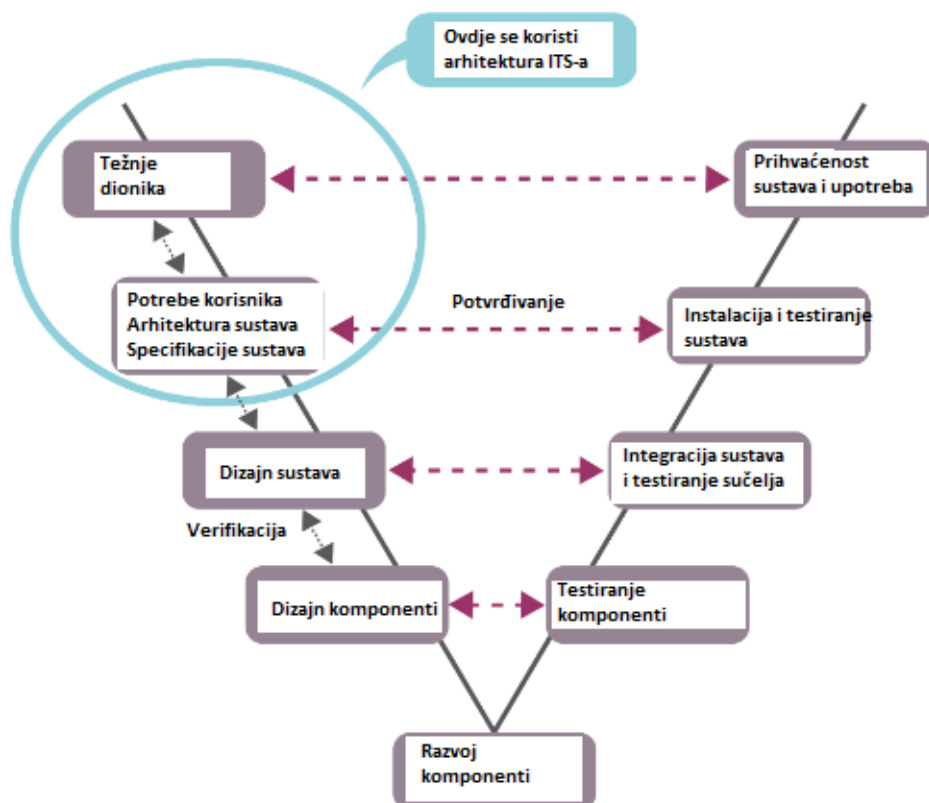 Ovdje se koristi
arhitektura ITS-a
Težnje
dionika
Prihvaćenost
sustava i upotreba
Potrebe korisnika
Arhitektura sustava
Specifikacije sustava
Potvrđivanje
Instalacija i testiranje
sustava
Dizajn sustava
Integracija sustava
i testiranje sučelja
Verifikacija
Dizajn komponenti
Testiranje
komponenti
Razvoj
komponenti